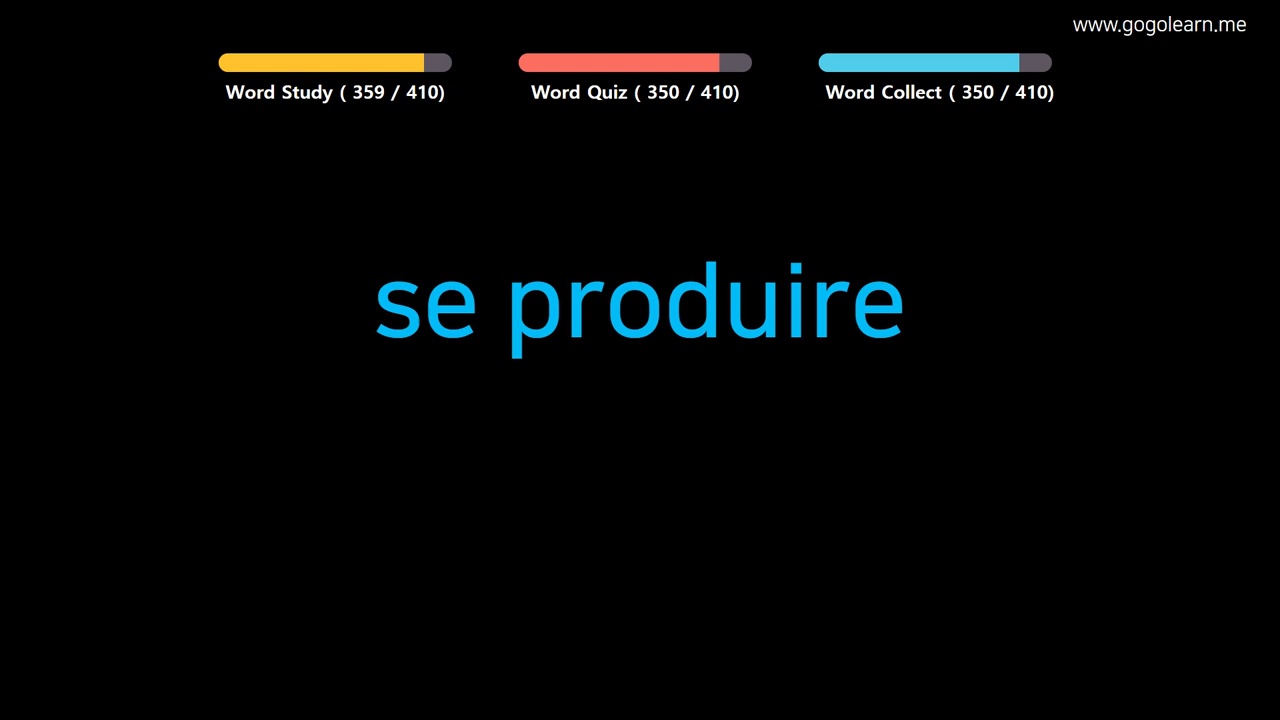 www.gogolearn.me
Word Study ( 359 / 410)
Word Quiz ( 350 / 410)
Word Collect ( 350 / 410)
se produire